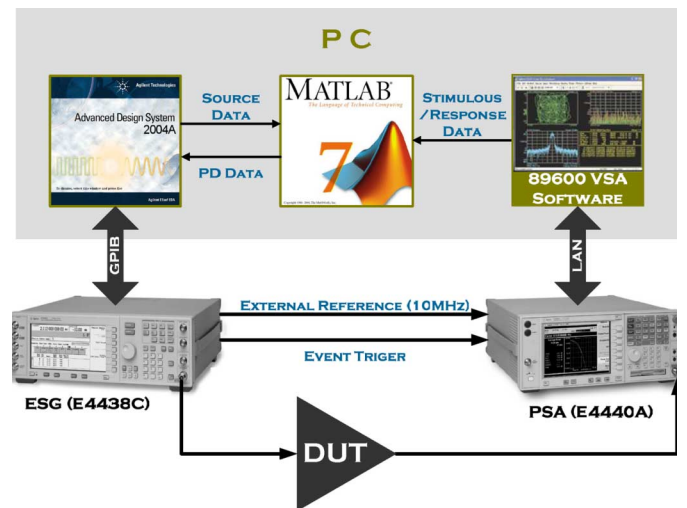 PC
Agilent Technologies
Advanced Design System
2004A
SOURCE
DATA
PD DATA
MATLAB®
The Language of Technical Computing
7
STIMULOUS
/RESPONSE
DATA
89600 VSA
SOFTWARE
GPIB
LAN
EXTERNAL REFERENCE (10MHZ)
EVENT TRIGER
ESG (E4438C)
PSA (E4440A)
DUT